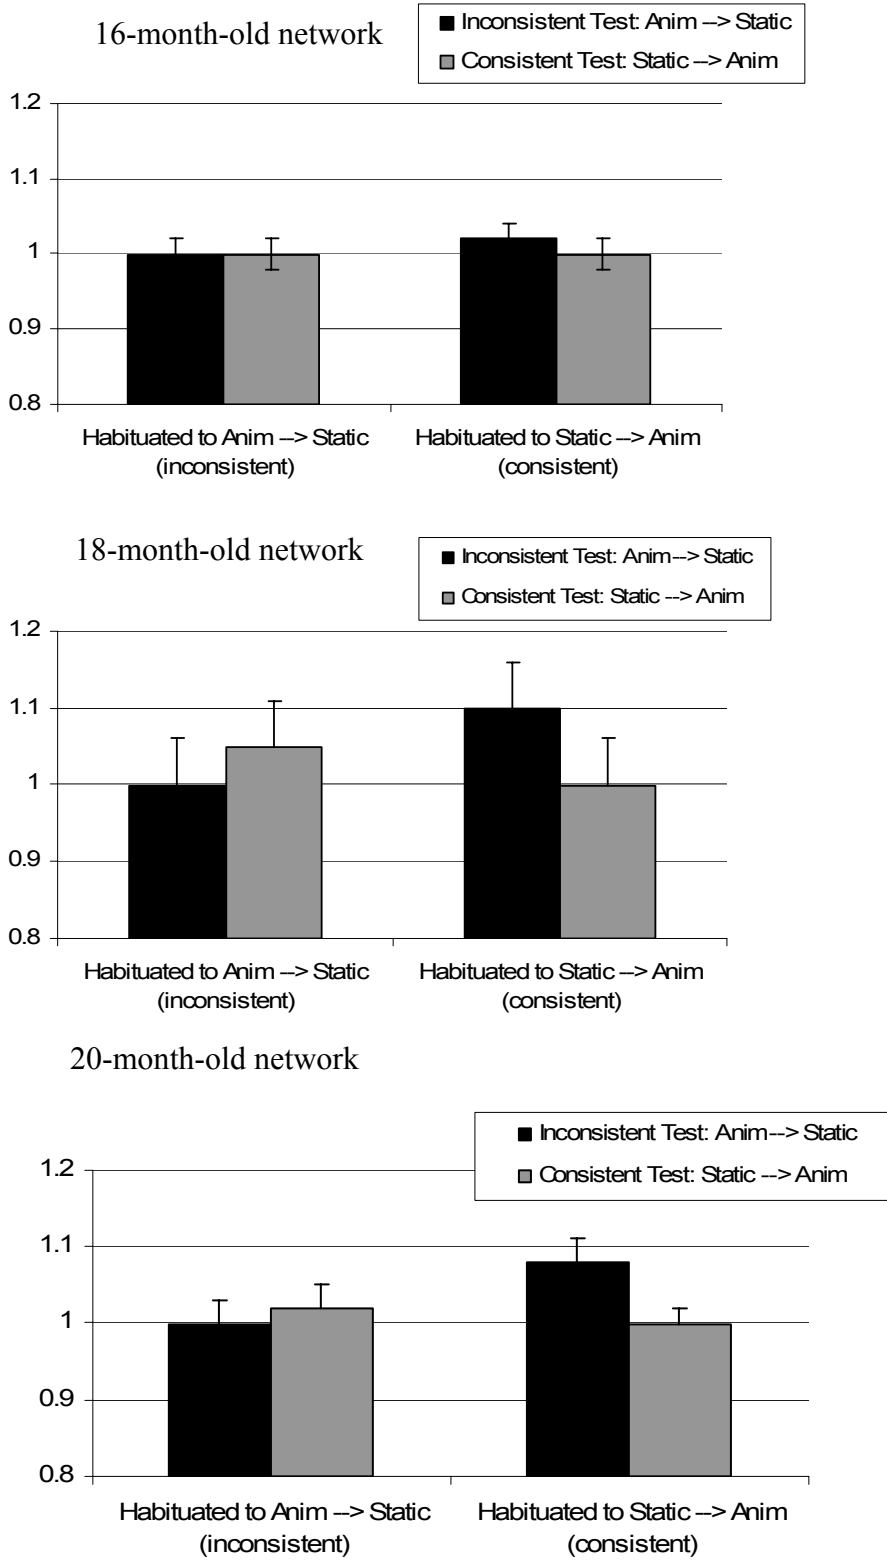 16-month-old network
Inconsistent Test: Anim --> Static
Consistent Test: Static --> Anim
1.2
1.1
1
0.9
0.8
Habituated to Anim --> Static
(inconsistent)
Habituated to Static --> Anim
(consistent)
18-month-old network
Inconsistent Test: Anim--> Static
Consistent Test: Static --> Anim
1.2
1.1
1
0.9
0.8
Habituated to Anim --> Static
(inconsistent)
Habituated to Static --> Anim
(consistent)
20-month-old network
Inconsistent Test: Anim--> Static
Consistent Test: Static --> Anim
1.2
1.1
1
0.9
0.8
Habituated to Anim --> Static
(inconsistent)
Habituated to Static --> Anim
(consistent)